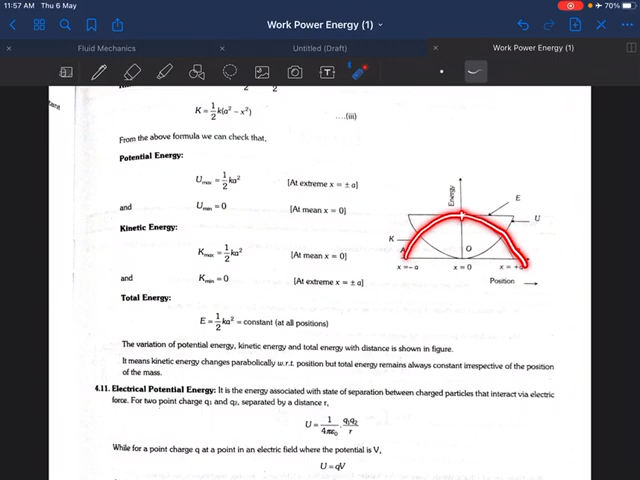 11:57 AM Thu 6 May
70%
Work Power Energy (1)
Fluid Mechanics
Untitled (Draft)
Work Power Energy (1)
2 2
K = 1/2 k(a² – x²) ....(iii)
From the above formula we can check that,
Potential Energy:
U max = 1/2 ka² [At extreme x = ± a]
and U min = 0 [At mean x = 0]
Kinetic Energy:
K max = 1/2 ka² [At mean x = 0]
and K min = 0 [At extreme x = ± a]
Total Energy:
E = 1/2 ka² = constant (at all positions)
Energy
E
U
K
A
O
x = –a x = 0 x = +a
Position
The variation of potential energy, kinetic energy and total energy with distance is shown in figure.
It means kinetic energy changes parabolically w.r.t. position but total energy remains always constant irrespective of the position
of the mass.
4.11. Electrical Potential Energy: It is the energy associated with state of separation between charged particles that interact via electric
force. For two point charge q₁ and q₂, separated by a distance r,
U = 1/4πε₀ · q₁q₂/r
While for a point charge q at a point in an electric field where the potential is V,
U = qV